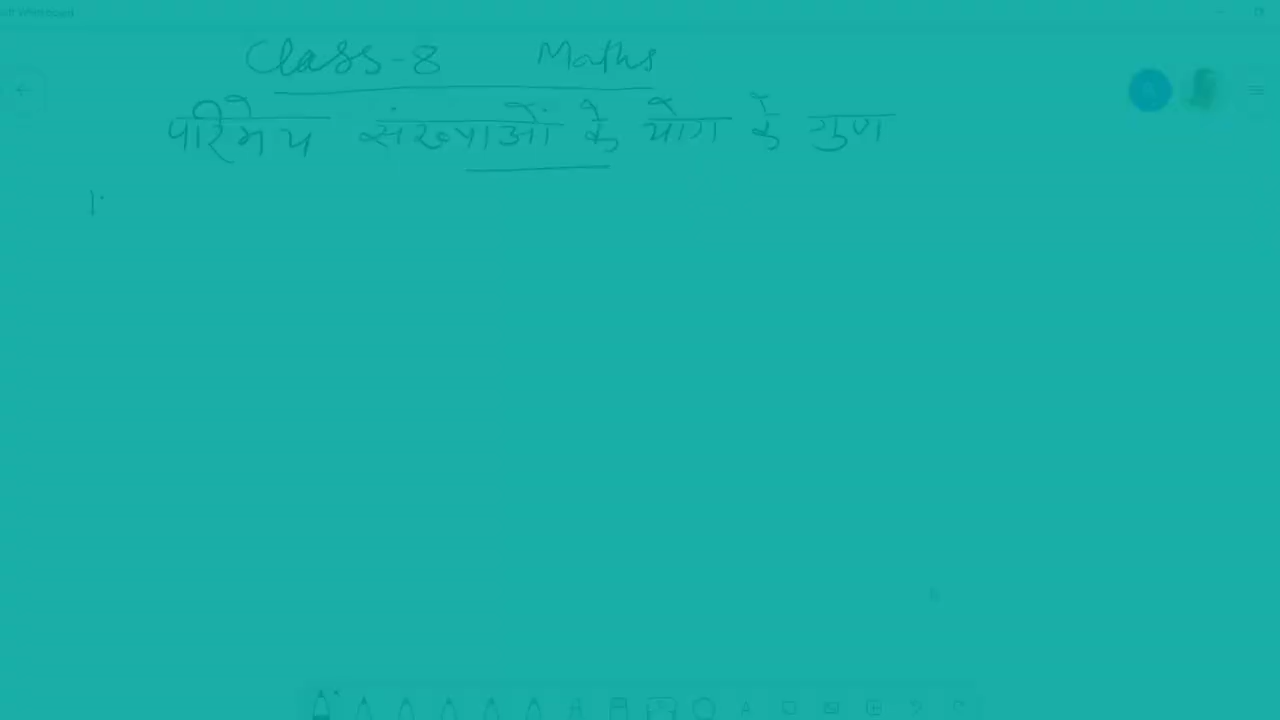 Class-8 Maths
परिमेय संख्याओं के योग के गुण
1.